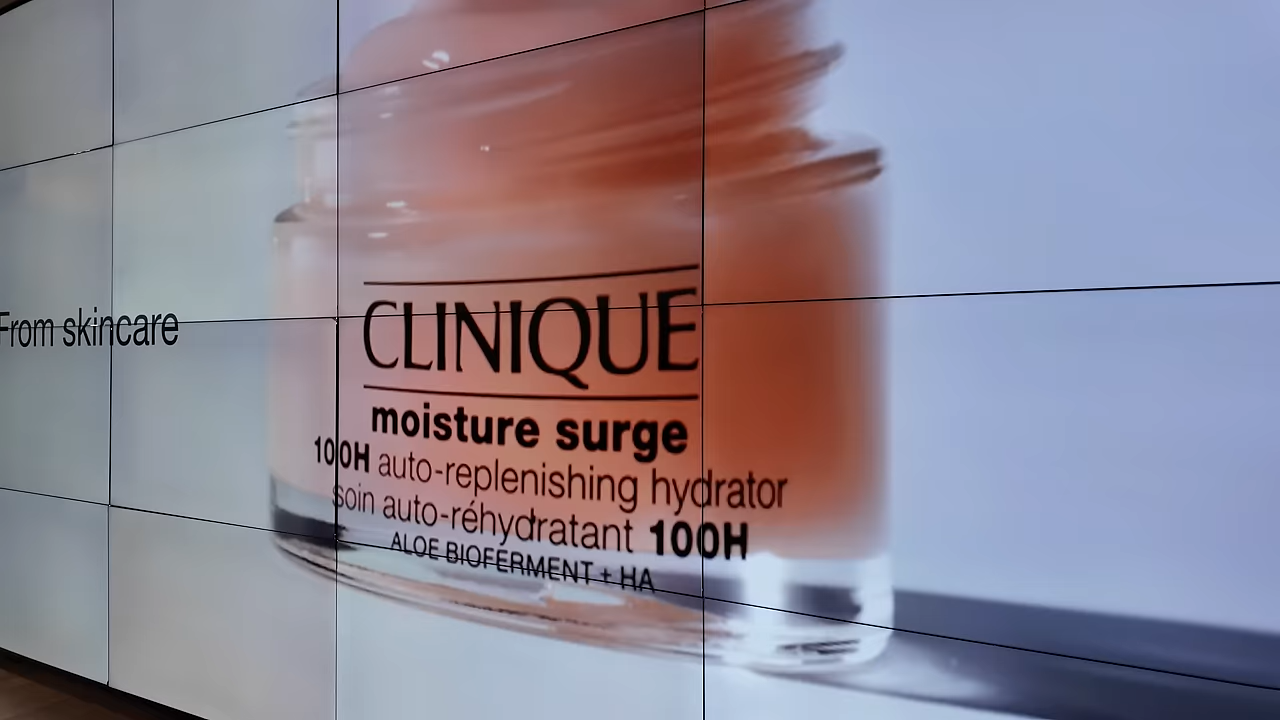 From skincare
CLINIQUE
moisture surge
100H auto-replenishing hydrator
soin auto-réhydratant 100H
ALOE BIOFERMENT + HA